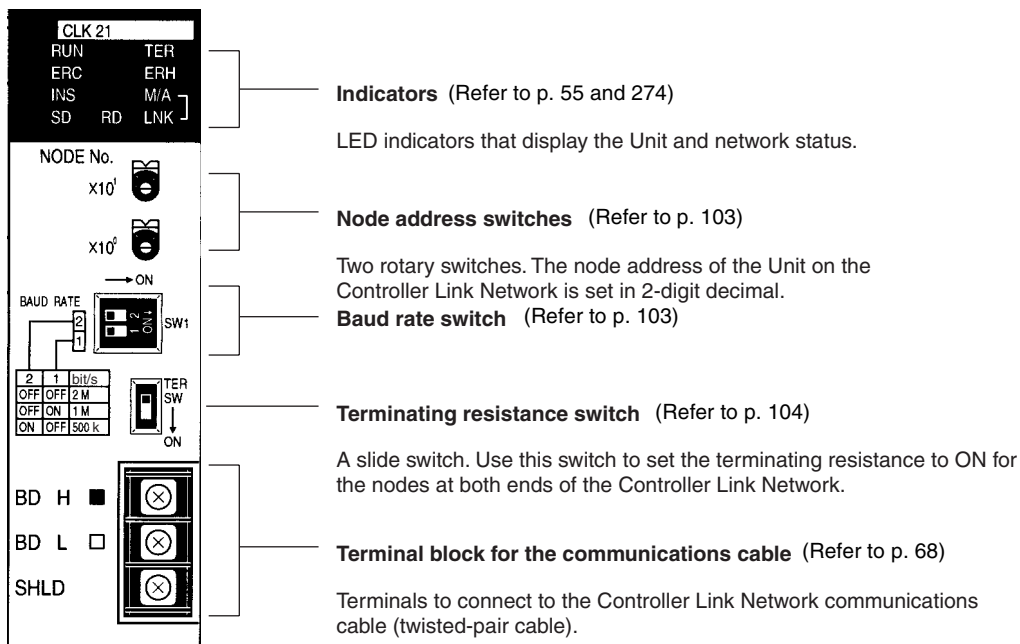 CLK 21
RUN TER
ERC ERH
INS M/A
SD RD LNK
NODE No.
X10¹
X10⁰
→ ON
BAUD RATE
2
1
1 2
ON↓
SW1
2 1 bit/s
OFF OFF 2 M
OFF ON 1 M
ON OFF 500 k
TER
SW
↓
ON
BD H ■
BD L □
SHLD
Indicators (Refer to p. 55 and 274)
LED indicators that display the Unit and network status.
Node address switches (Refer to p. 103)
Two rotary switches. The node address of the Unit on the
Controller Link Network is set in 2-digit decimal.
Baud rate switch (Refer to p. 103)
Terminating resistance switch (Refer to p. 104)
A slide switch. Use this switch to set the terminating resistance to ON for
the nodes at both ends of the Controller Link Network.
Terminal block for the communications cable (Refer to p. 68)
Terminals to connect to the Controller Link Network communications
cable (twisted-pair cable).